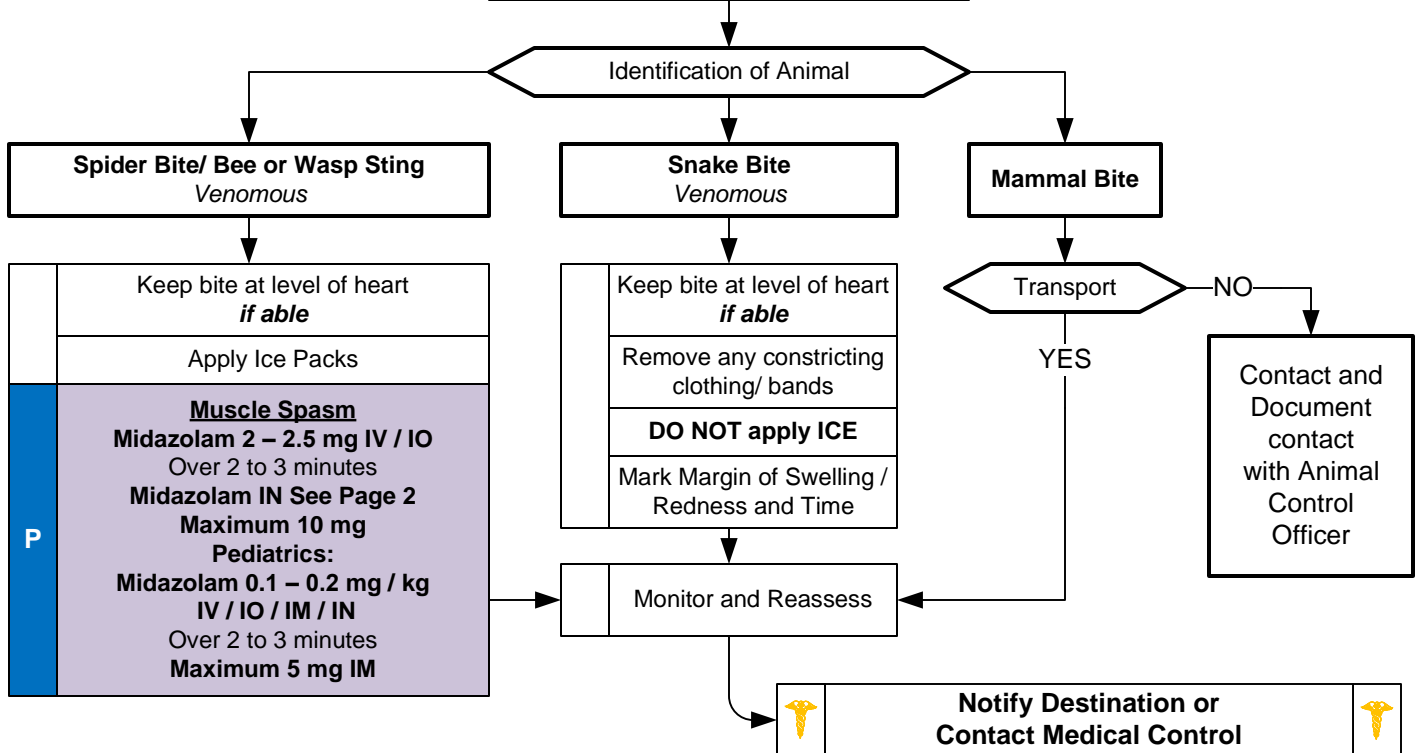 Identification of Animal
Spider Bite/ Bee or Wasp Sting
Venomous
Keep bite at level of heart
if able
Apply Ice Packs
P
Muscle Spasm
Midazolam 2 – 2.5 mg IV / IO
Over 2 to 3 minutes
Midazolam IN See Page 2
Maximum 10 mg
Pediatrics:
Midazolam 0.1 – 0.2 mg / kg
IV / IO / IM / IN
Over 2 to 3 minutes
Maximum 5 mg IM
Snake Bite
Venomous
Keep bite at level of heart
if able
Remove any constricting
clothing/ bands
DO NOT apply ICE
Mark Margin of Swelling /
Redness and Time
Mammal Bite
Transport
NO
YES
Contact and
Document
contact
with Animal
Control
Officer
Monitor and Reassess
Notify Destination or
Contact Medical Control